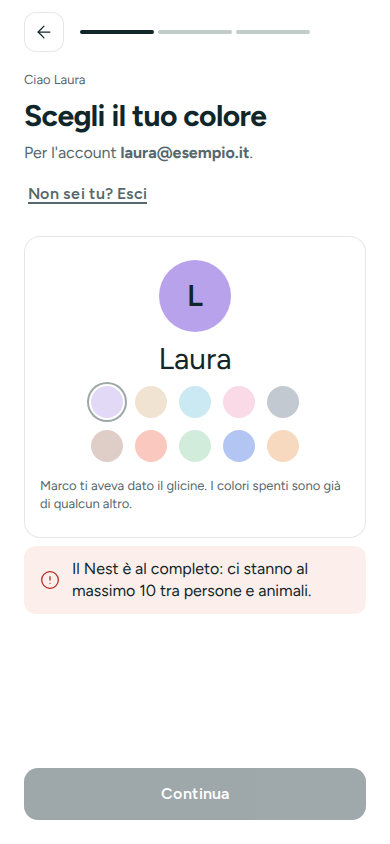 Ciao Laura
Scegli il tuo colore
Per l'account laura@esempio.it.
Non sei tu? Esci
L
Laura
Marco ti aveva dato il glicine. I colori spenti sono già
di qualcun altro.
Il Nest è al completo: ci stanno al
massimo 10 tra persone e animali.
Continua